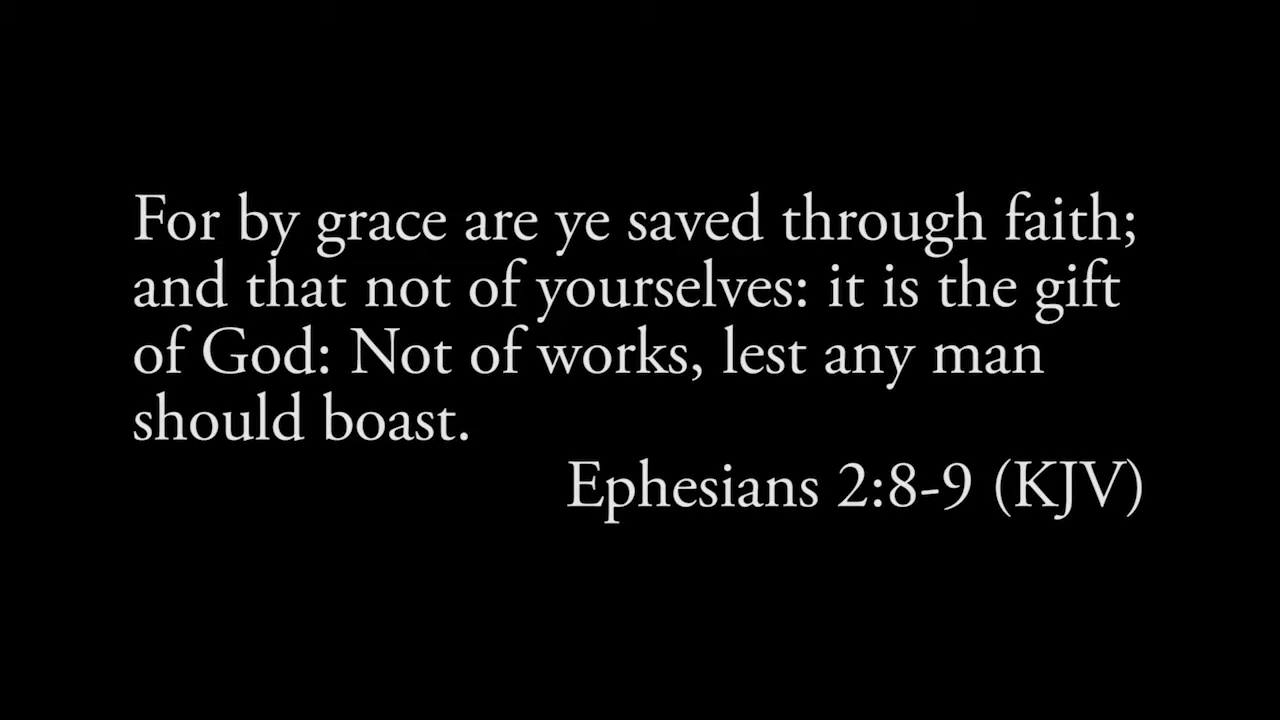 For by grace are ye saved through faith;
and that not of yourselves: it is the gift
of God: Not of works, lest any man
should boast.
Ephesians 2:8-9 (KJV)